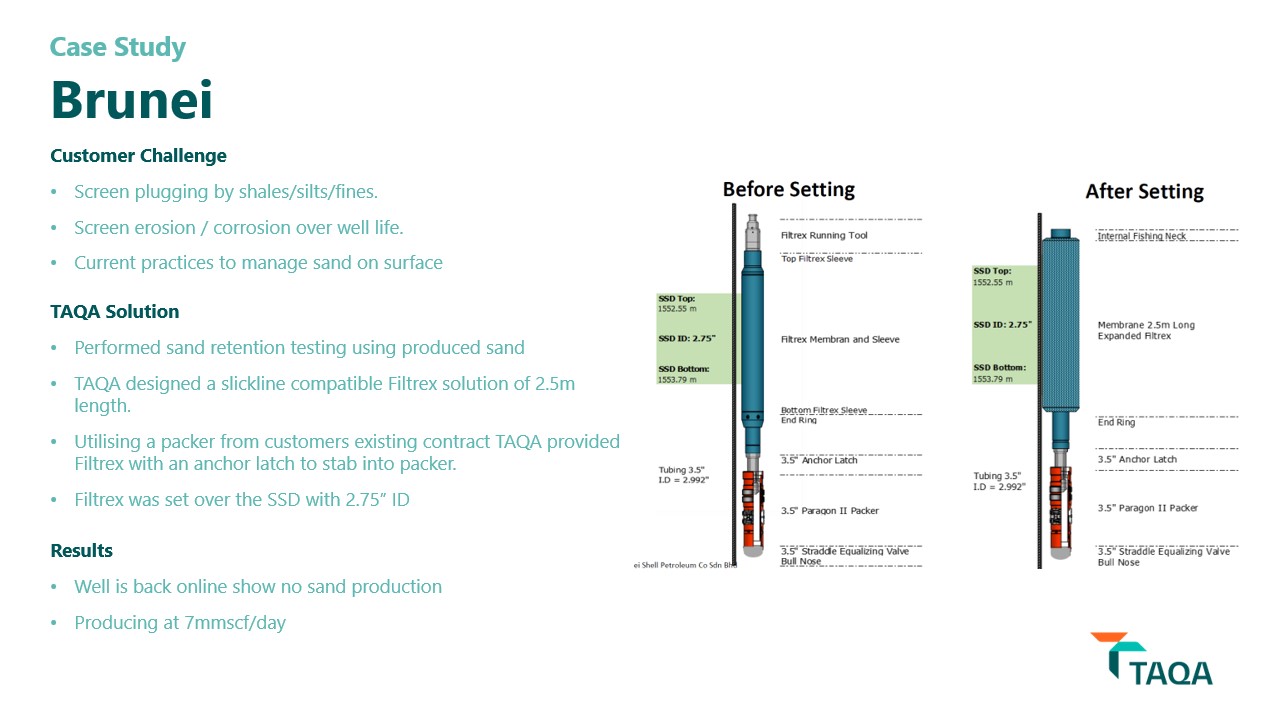 Case Study
Brunei
Customer Challenge
• Screen plugging by shales/silts/fines.
• Screen erosion / corrosion over well life.
• Current practices to manage sand on surface
TAQA Solution
• Performed sand retention testing using produced sand
• TAQA designed a slickline compatible Filtrex solution of 2.5m
length.
• Utilising a packer from customers existing contract TAQA provided
Filtrex with an anchor latch to stab into packer.
• Filtrex was set over the SSD with 2.75” ID
Results
• Well is back online show no sand production
• Producing at 7mmscf/day
Before Setting
Filtrex Running Tool
Top Filtrex Sleeve
SSD Top:
1552.55 m
SSD ID: 2.75"
Filtrex Membran and Sleeve
SSD Bottom:
1553.79 m
Bottom Filtrex Sleeve
End Ring
3.5" Anchor Latch
Tubing 3.5"
I.D = 2.992"
3.5" Paragon II Packer
3.5" Straddle Equalizing Valve
Bull Nose
ei Shell Petroleum Co Sdn Bh
After Setting
Internal Fishing Neck
SSD Top:
1552.55 m
SSD ID: 2.75"
Membrane 2.5m Long
Expanded Filtrex
SSD Bottom:
1553.79 m
End Ring
3.5" Anchor Latch
Tubing 3.5"
I.D = 2.992"
3.5" Paragon II Packer
3.5" Straddle Equalizing Valve
Bull Nose
TAQA